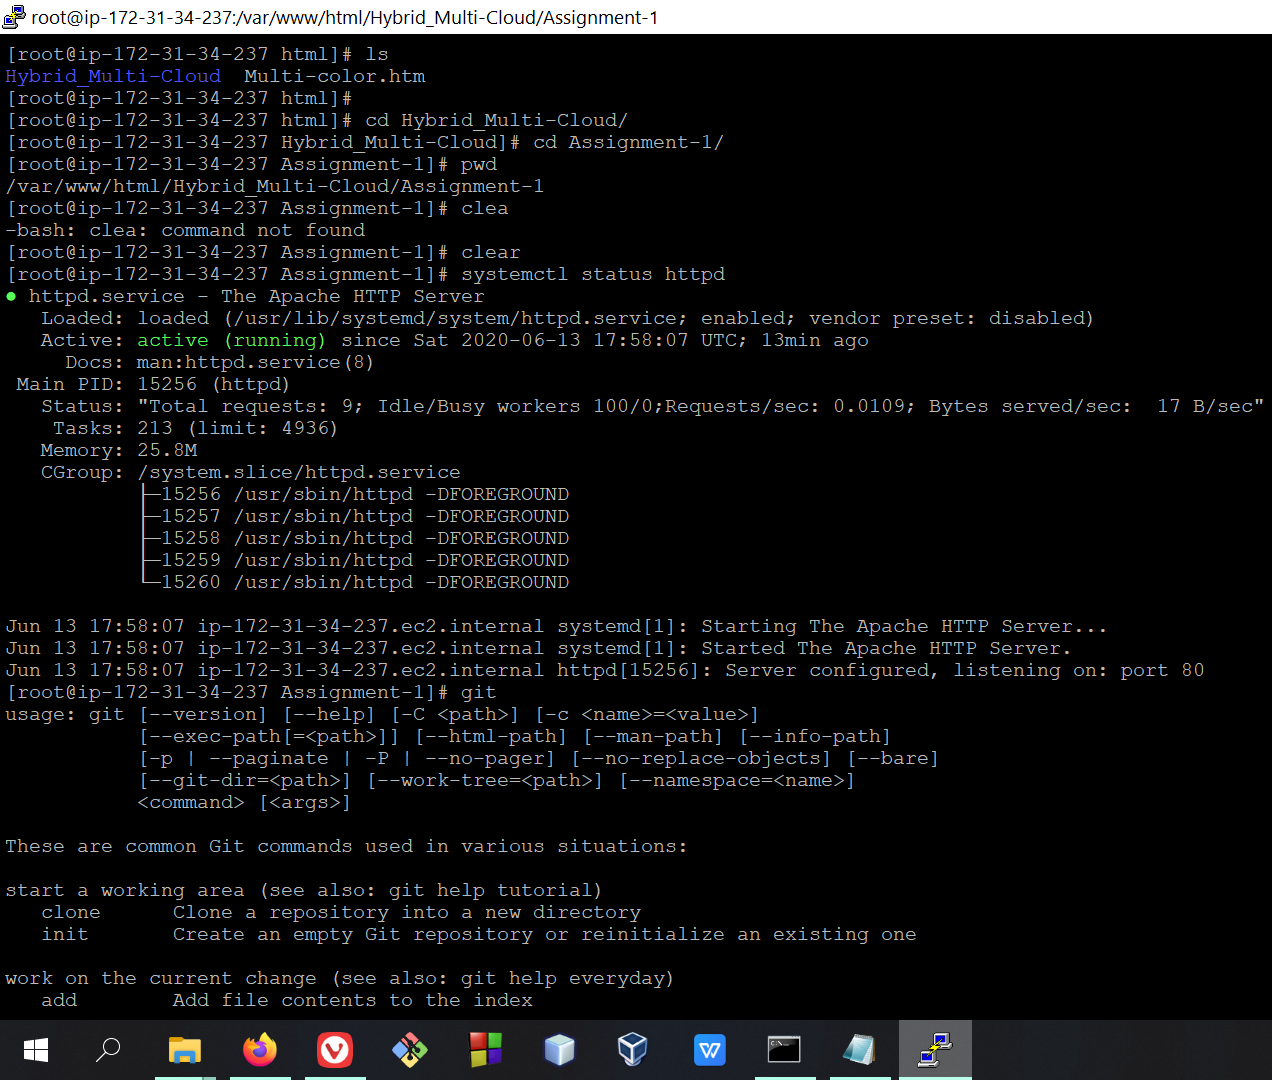 root@ip-172-31-34-237:/var/www/html/Hybrid_Multi-Cloud/Assignment-1
[root@ip-172-31-34-237 html]# ls
Hybrid_Multi-Cloud  Multi-color.htm
[root@ip-172-31-34-237 html]#
[root@ip-172-31-34-237 html]# cd Hybrid_Multi-Cloud/
[root@ip-172-31-34-237 Hybrid_Multi-Cloud]# cd Assignment-1/
[root@ip-172-31-34-237 Assignment-1]# pwd
/var/www/html/Hybrid_Multi-Cloud/Assignment-1
[root@ip-172-31-34-237 Assignment-1]# clea
-bash: clea: command not found
[root@ip-172-31-34-237 Assignment-1]# clear
[root@ip-172-31-34-237 Assignment-1]# systemctl status httpd
● httpd.service - The Apache HTTP Server
   Loaded: loaded (/usr/lib/systemd/system/httpd.service; enabled; vendor preset: disabled)
   Active: active (running) since Sat 2020-06-13 17:58:07 UTC; 13min ago
     Docs: man:httpd.service(8)
 Main PID: 15256 (httpd)
   Status: "Total requests: 9; Idle/Busy workers 100/0;Requests/sec: 0.0109; Bytes served/sec:  17 B/sec"
    Tasks: 213 (limit: 4936)
   Memory: 25.8M
   CGroup: /system.slice/httpd.service
           ├─15256 /usr/sbin/httpd -DFOREGROUND
           ├─15257 /usr/sbin/httpd -DFOREGROUND
           ├─15258 /usr/sbin/httpd -DFOREGROUND
           ├─15259 /usr/sbin/httpd -DFOREGROUND
           └─15260 /usr/sbin/httpd -DFOREGROUND
Jun 13 17:58:07 ip-172-31-34-237.ec2.internal systemd[1]: Starting The Apache HTTP Server...
Jun 13 17:58:07 ip-172-31-34-237.ec2.internal systemd[1]: Started The Apache HTTP Server.
Jun 13 17:58:07 ip-172-31-34-237.ec2.internal httpd[15256]: Server configured, listening on: port 80
[root@ip-172-31-34-237 Assignment-1]# git
usage: git [--version] [--help] [-C <path>] [-c <name>=<value>]
           [--exec-path[=<path>]] [--html-path] [--man-path] [--info-path]
           [-p | --paginate | -P | --no-pager] [--no-replace-objects] [--bare]
           [--git-dir=<path>] [--work-tree=<path>] [--namespace=<name>]
           <command> [<args>]
These are common Git commands used in various situations:
start a working area (see also: git help tutorial)
   clone      Clone a repository into a new directory
   init       Create an empty Git repository or reinitialize an existing one
work on the current change (see also: git help everyday)
   add        Add file contents to the index